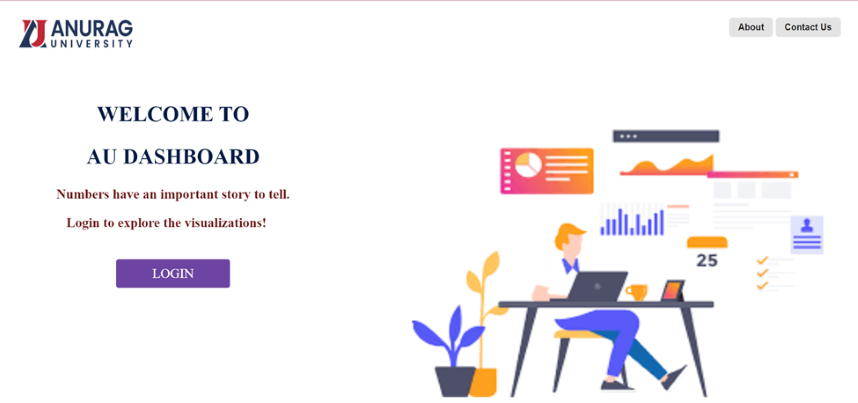 ANURAG
UNIVERSITY
About
Contact Us
WELCOME TO
AU DASHBOARD
Numbers have an important story to tell.
Login to explore the visualizations!
LOGIN
25